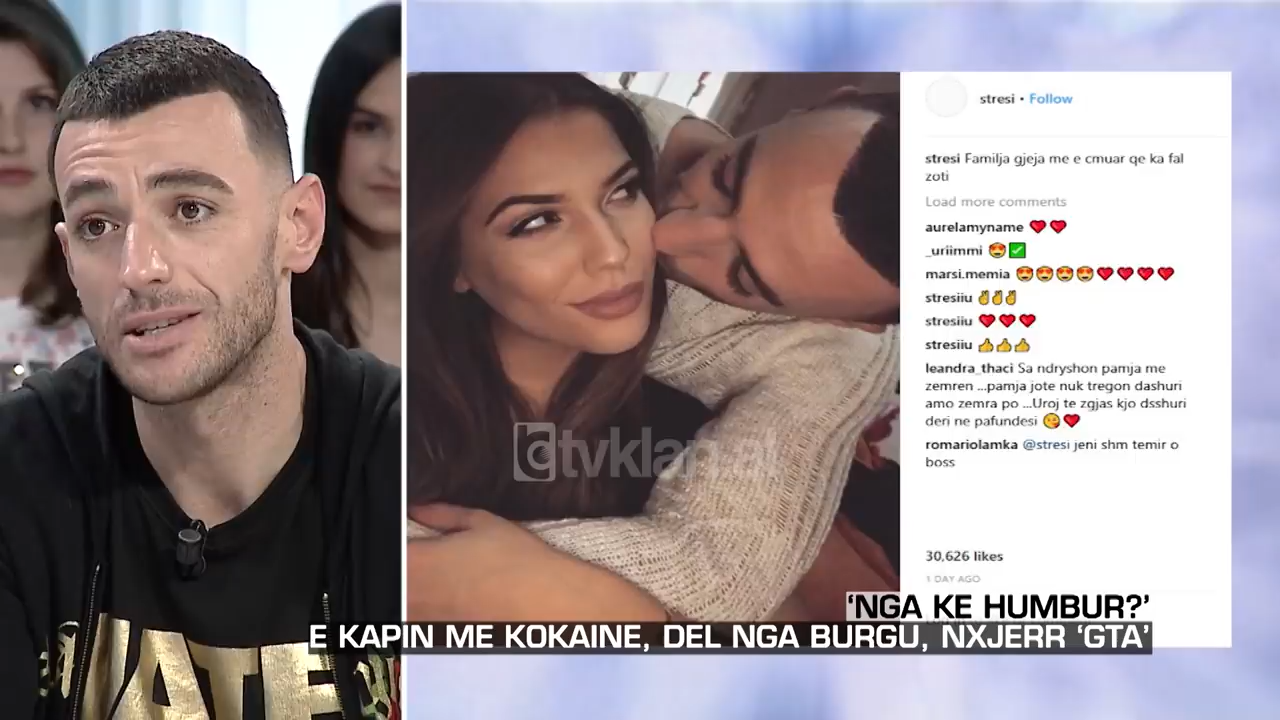 stresi • Follow
stresi Familja gjeja me e cmuar qe ka fal
zoti
Load more comments
aurelamyname
_uriimmi
marsi.memia
stresiiu
stresiiu
stresiiu
leandra_thaci Sa ndryshon pamja me
zemren ...pamja jote nuk tregon dashuri
amo zemra po ...Uroj te zgjas kjo dsshuri
deri ne pafundesi
romariolamka @stresi jeni shm temir o
boss
tvklan.al
30,626 likes
1 DAY AGO
‘NGA KE HUMBUR?’
E KAPIN ME KOKAINE, DEL NGA BURGU, NXJERR ‘GTA’